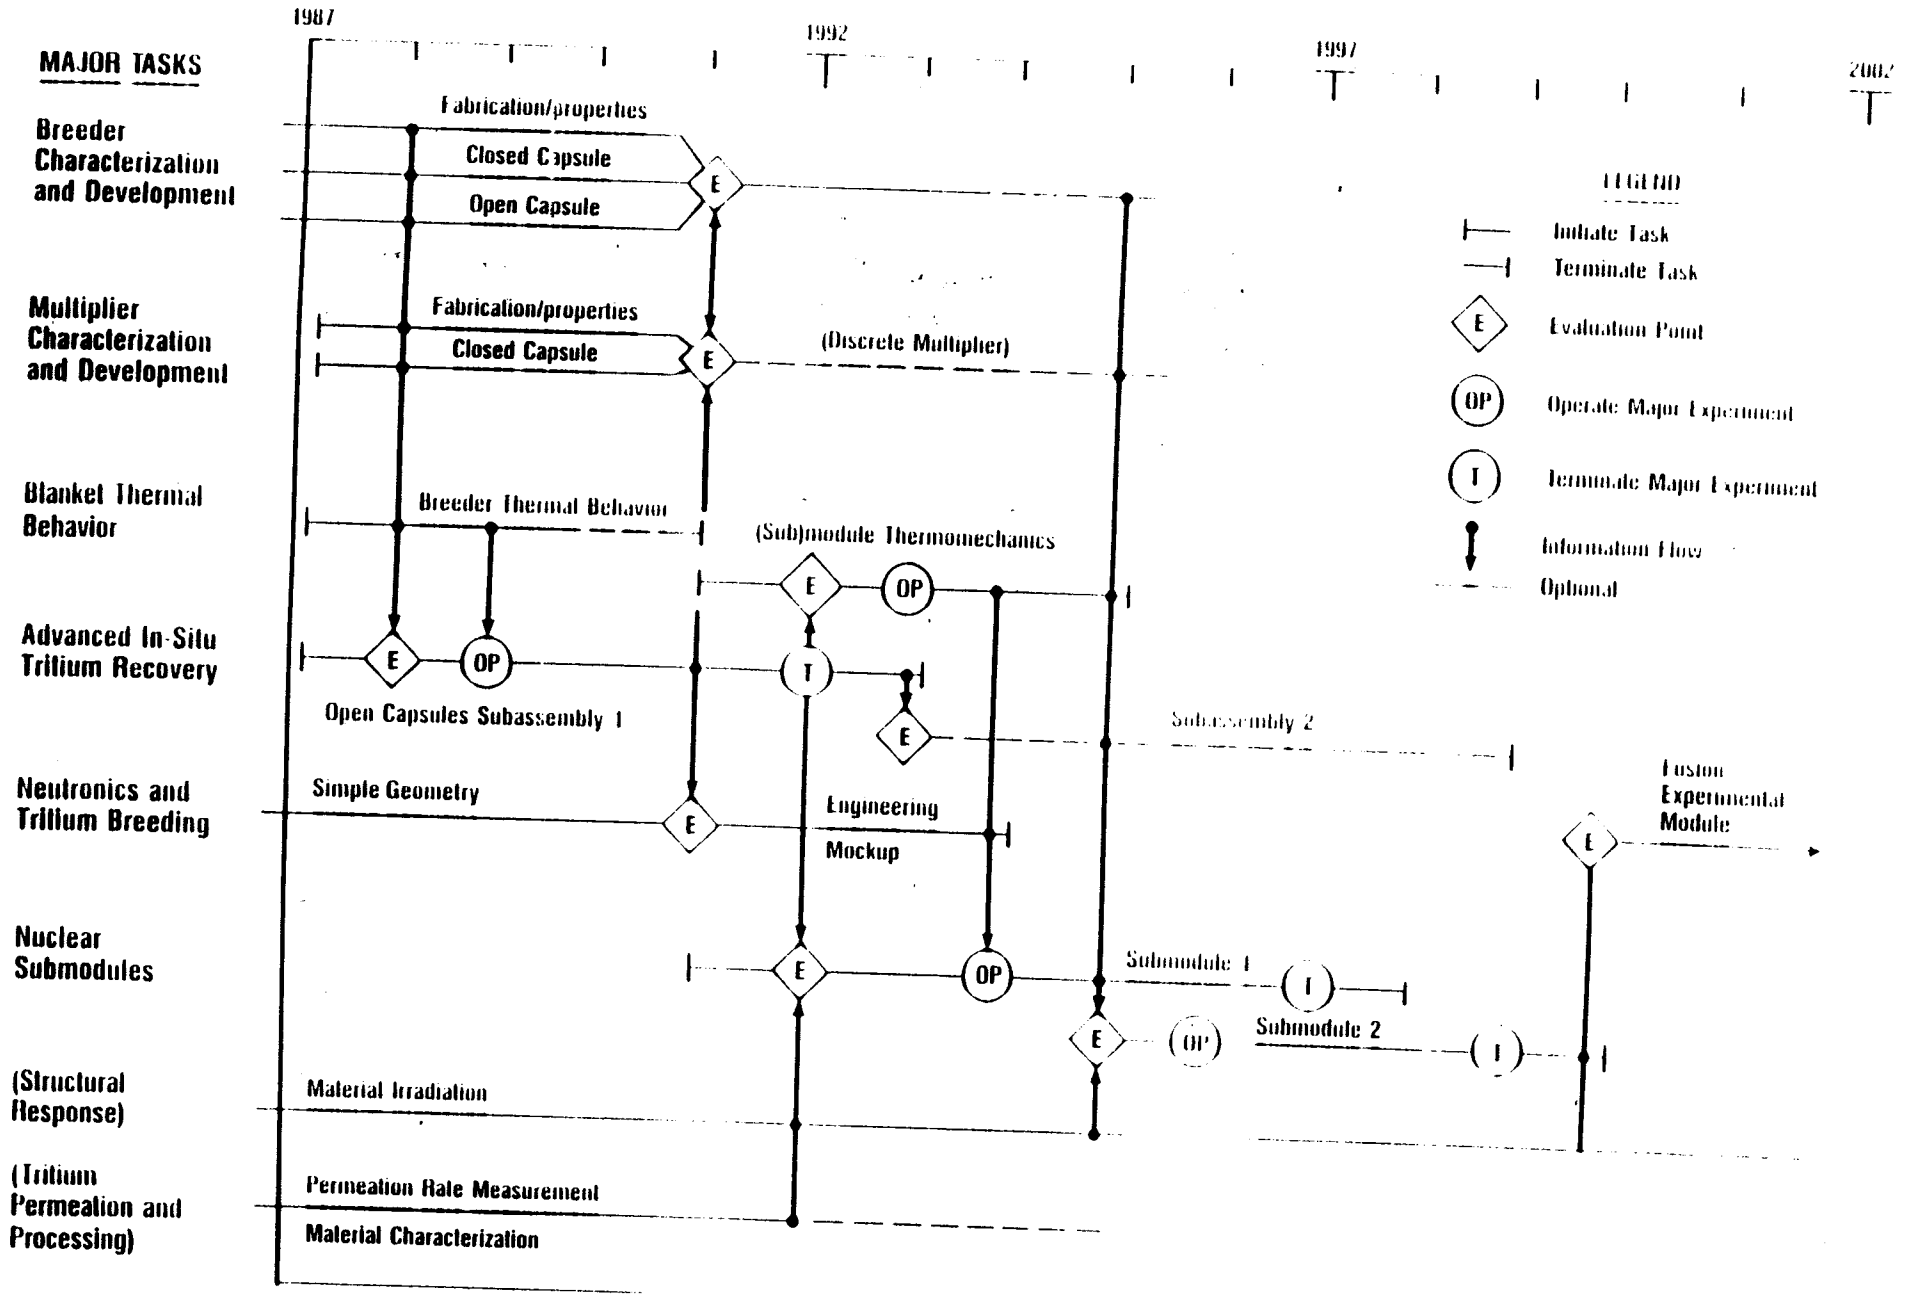 1987
1992
1997
2002
MAJOR TASKS
Breeder
Characterization
and Development
Fabrication/properties
Closed Capsule
Open Capsule
E
Multiplier
Characterization
and Development
Fabrication/properties
Closed Capsule
E
(Discrete Multiplier)
Blanket Thermal
Behavior
Breeder Thermal Behavior
(Sub)module Thermomechanics
E
OP
Advanced In-Situ
Tritium Recovery
E
OP
T
Open Capsules Subassembly 1
E
Subassembly 2
Neutronics and
Tritium Breeding
Simple Geometry
E
Engineering
Mockup
Fusion
Experimental
Module
E
Nuclear
Submodules
E
OP
Submodule 1
T
E
OP
Submodule 2
T
(Structural
Response)
Material Irradiation
(Tritium
Permeation and
Processing)
Permeation Rate Measurement
Material Characterization
LEGEND
Initiate Task
Terminate Task
E
Evaluation Point
OP
Operate Major Experiment
T
Terminate Major Experiment
Information Flow
Optional